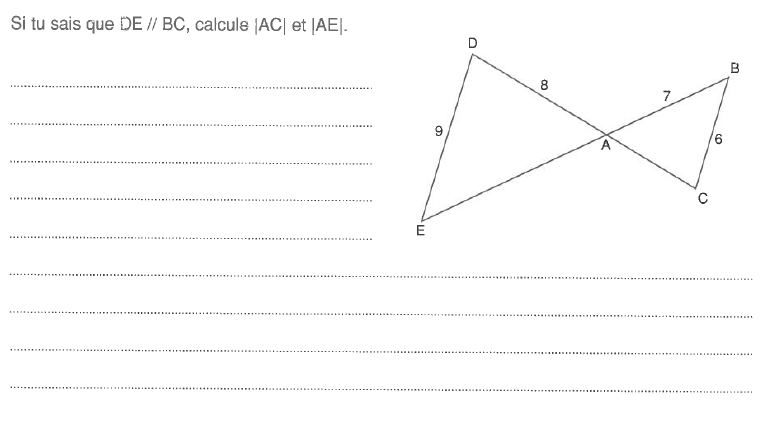 Si tu sais que DE // BC, calcule |AC| et |AE|.
D
B
8
7
9
A
6
C
E